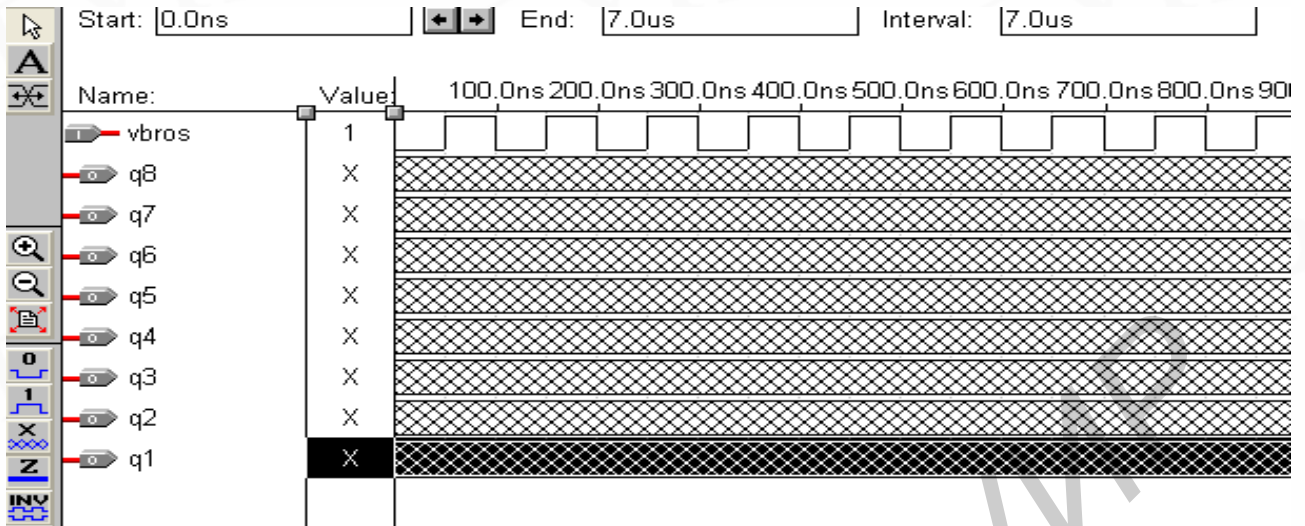 Start: 0.0ns End: 7.0us Interval: 7.0us
A
Name: Value: 100.0ns 200.0ns 300.0ns 400.0ns 500.0ns 600.0ns 700.0ns 800.0ns 90
vbros 1
q8 X
q7 X
q6 X
q5 X
q4 X
0
q3 X
1
q2 X
X
q1 X
Z
INV
MP